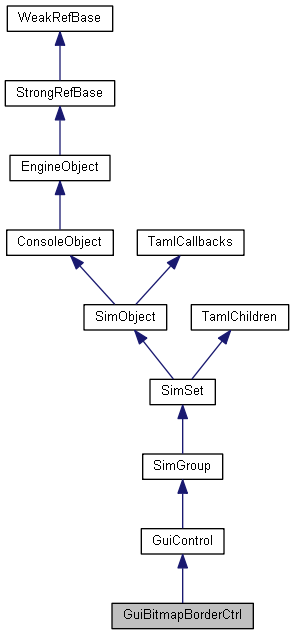 WeakRefBase
StrongRefBase
EngineObject
ConsoleObject
TamlCallbacks
SimObject
TamlChildren
SimSet
SimGroup
GuiControl
GuiBitmapBorderCtrl